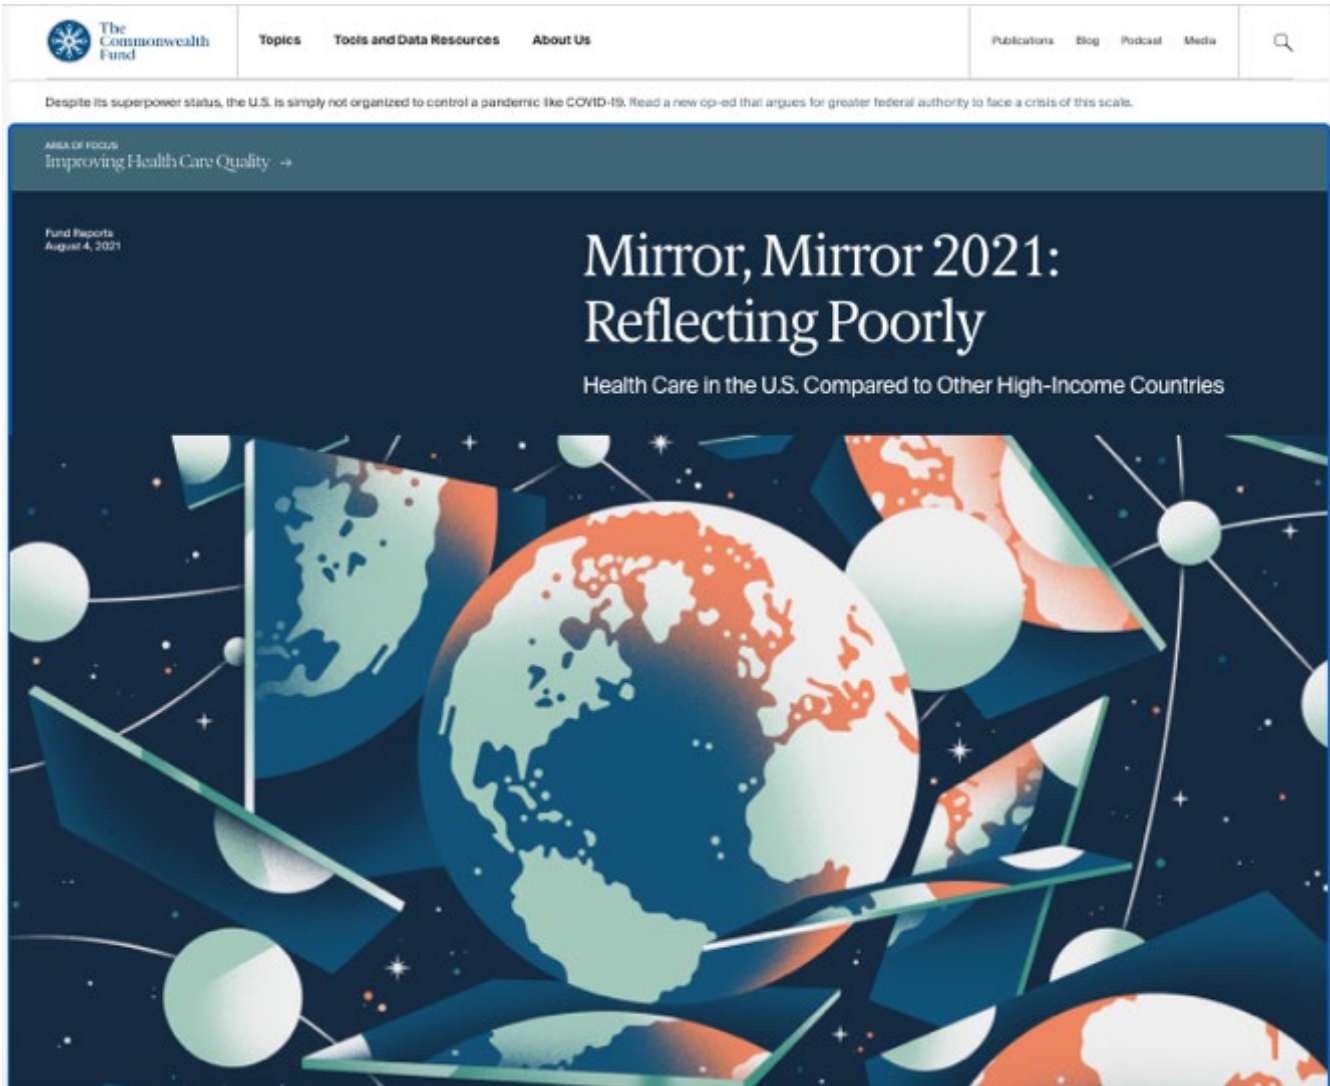 The
Commonwealth
Fund
Topics
Tools and Data Resources
About Us
Publications
Blog
Podcast
Media
Despite its superpower status, the U.S. is simply not organized to control a pandemic like COVID-19. Read a new op-ed that argues for greater federal authority to face a crisis of this scale.
AREA OF FOCUS
Improving Health Care Quality →
Fund Reports
August 4, 2021
Mirror, Mirror 2021:
Reflecting Poorly
Health Care in the U.S. Compared to Other High-Income Countries